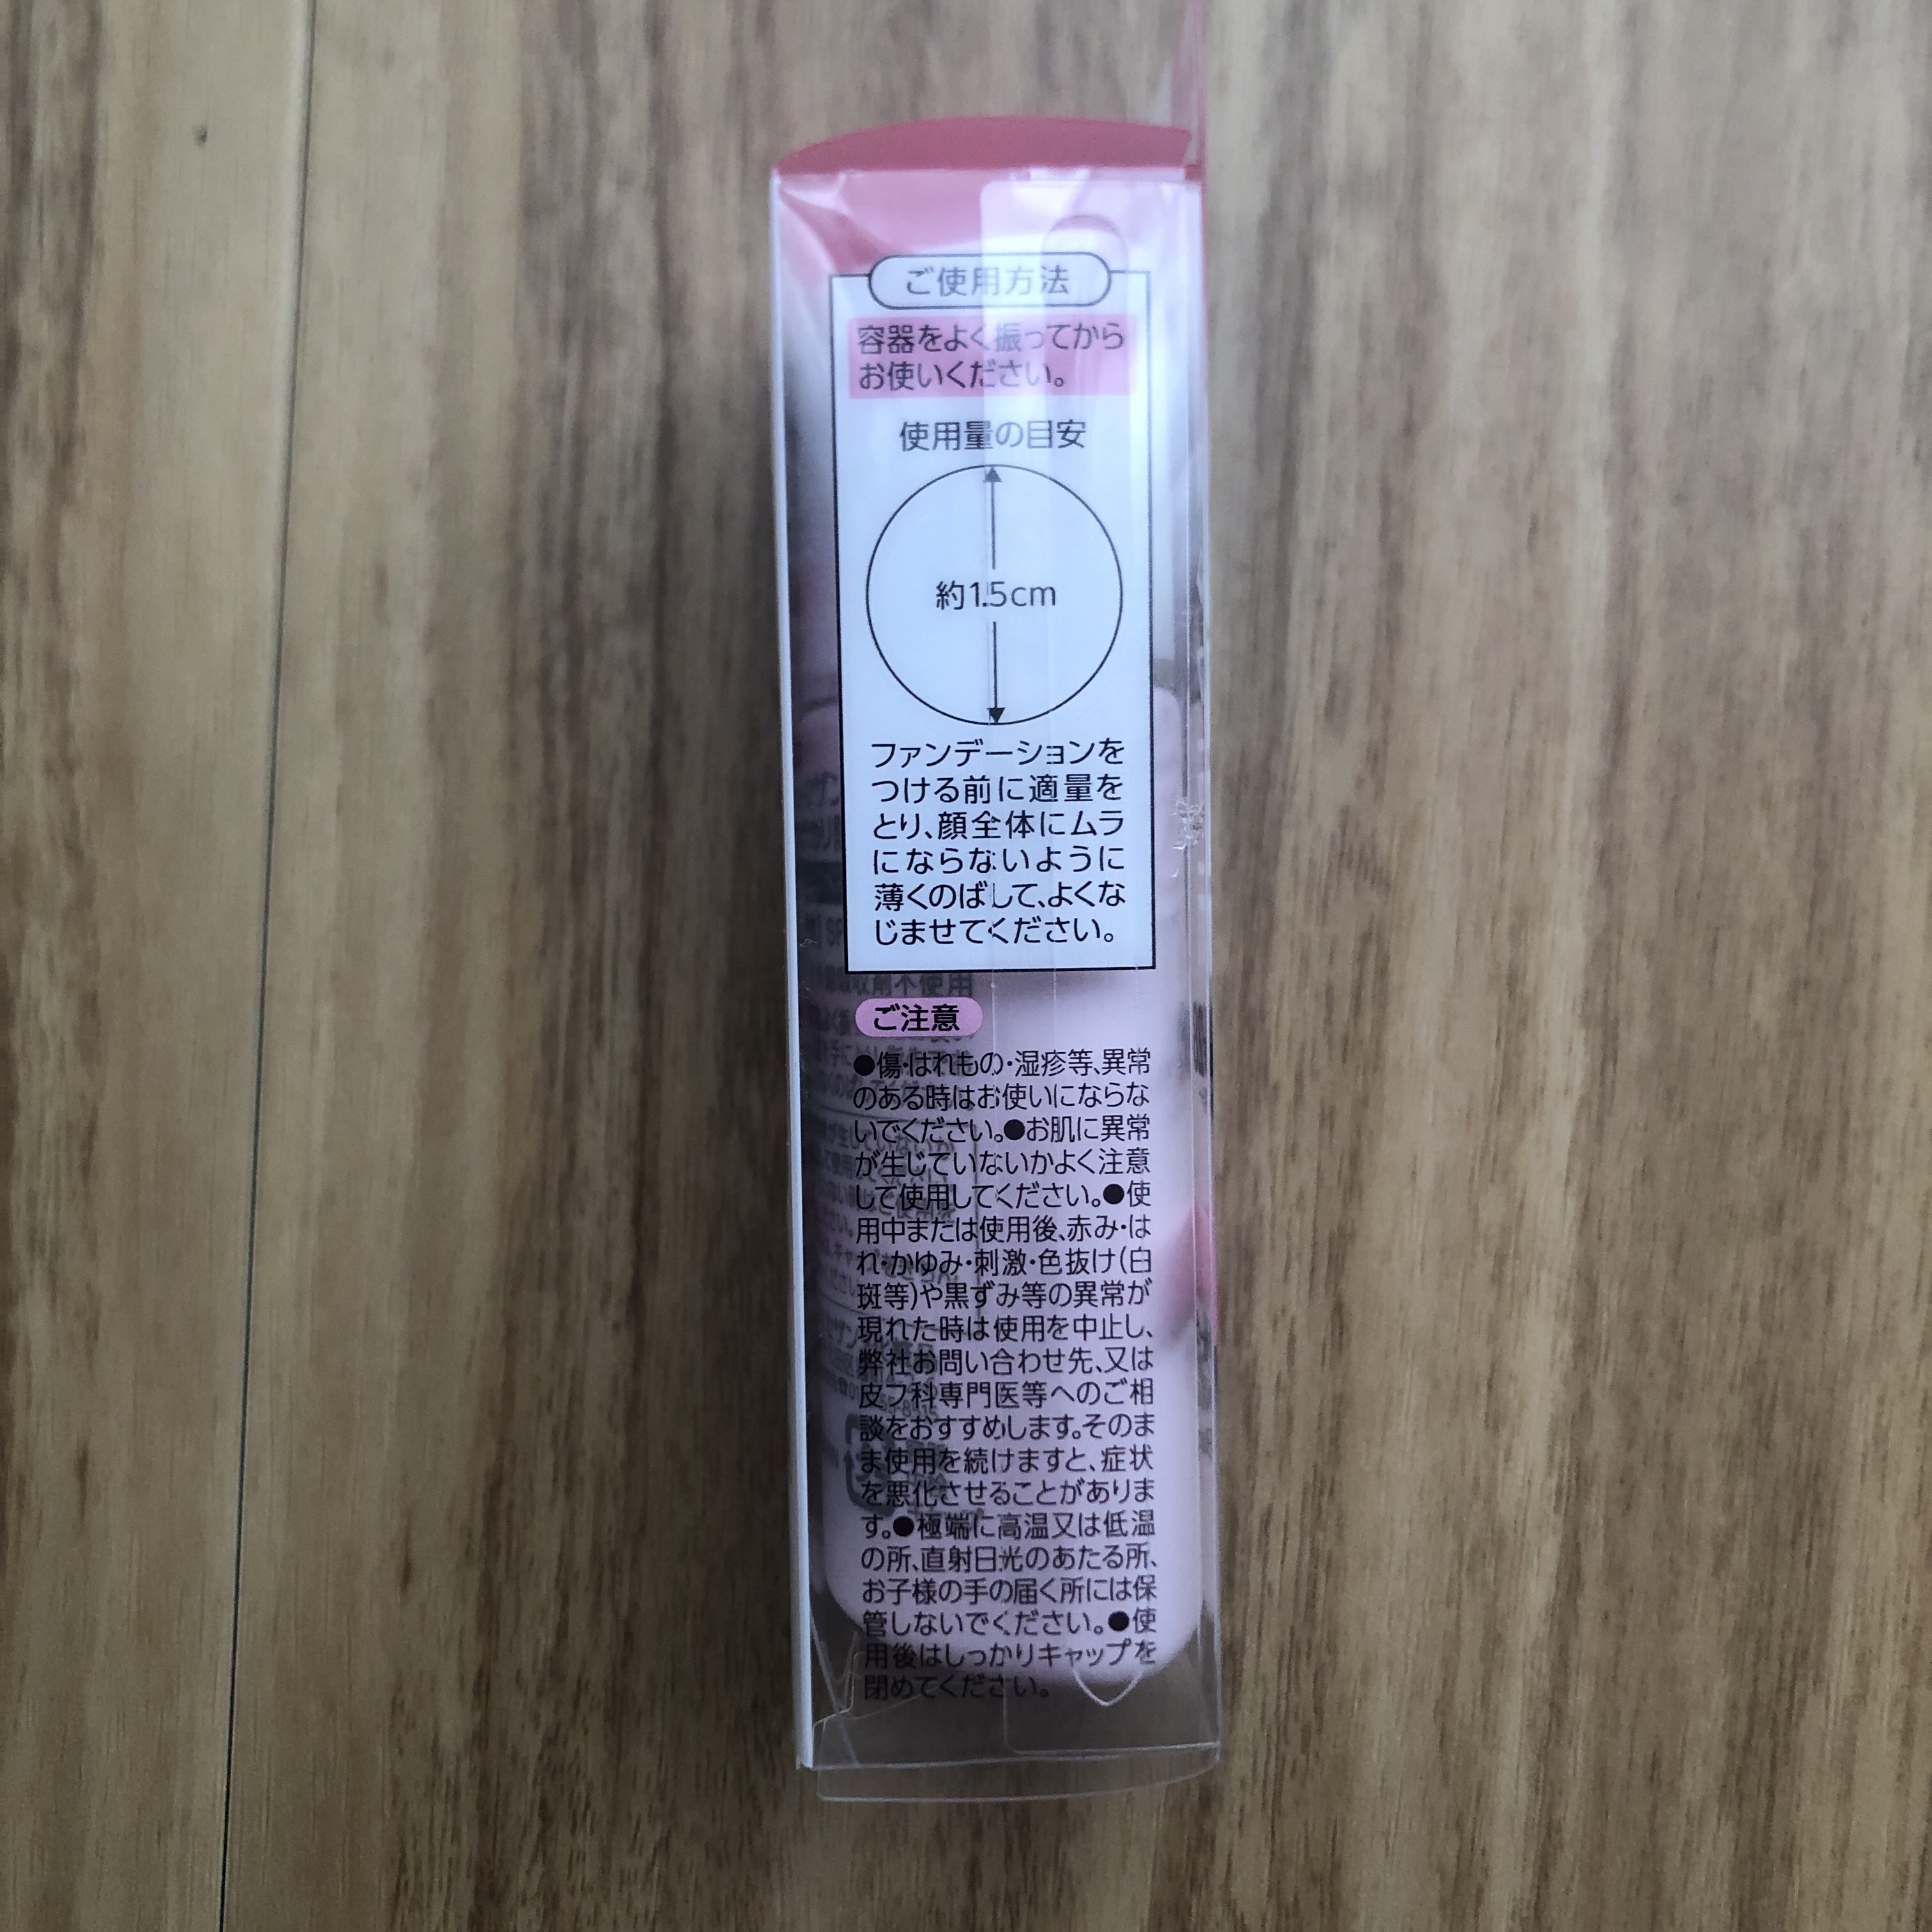 ご使用方法
容器をよく振ってから
お使いください。
使用量の目安
約1.5cm
ファンデーションを
つける前に適量を
とり、顔全体にムラ
にならないように
薄くのばして、よくな
じませてください。
不使用
ご注意
●傷・はれもの・湿疹等、異常
のある時はお使いにならな
いでください。●お肌に異常
が生じていないかよく注意
して使用してください。●使
用中または使用後、赤み・は
れ・かゆみ・刺激・色抜け(白
斑等)や黒ずみ等の異常が
現れた時は使用を中止し、
弊社お問い合わせ先、又は
皮フ科専門医等へのご相
談をおすすめします。そのま
ま使用を続けますと、症状
を悪化させることがありま
す。●極端に高温又は低温
の所、直射日光のあたる所、
お子様の手の届く所には保
管しないでください。●使
用後はしっかりキャップを
閉めてください。